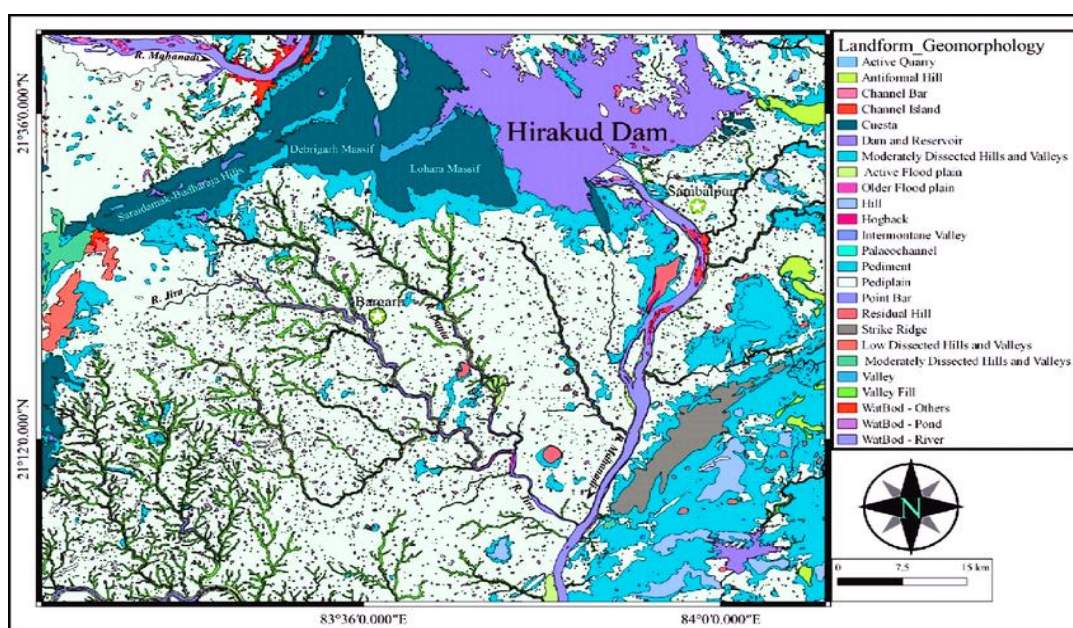 R. Mahanadi
21°36'0.000"N
Hirakud Dam
Debrigarh Massif
Lohara Massif
Sambalpur
R. Jira
Bargarh
21°12'0.000"N
Mahanadi
R. Jira
83°36'0.000"E
84°0'0.000"E
Landform_Geomorphology
Active Quarry
Antiformal Hill
Channel Bar
Channel Island
Cuesta
Dam and Reservoir
Moderately Dissected Hills and Valleys
Active Flood plain
Older Flood plain
Hill
Hogback
Intermontane Valley
Palaeochannel
Pediment
Pediplain
Point Bar
Residual Hill
Strike Ridge
Low Dissected Hills and Valleys
Moderately Dissected Hills and Valleys
Valley
Valley Fill
WatBod - Others
WatBod - Pond
WatBod - River
N
0 7.5 15 km